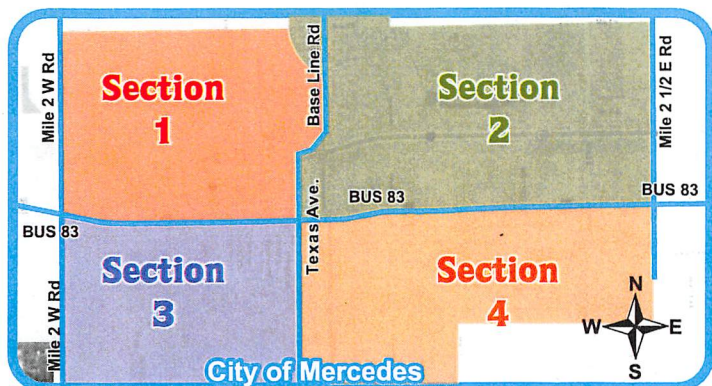 Mile 2 W Rd
Section
1
Base Line Rd
Section
2
Mile 2 1/2 E Rd
BUS 83
BUS 83
BUS 83
Texas Ave.
Mile 2 W Rd
Section
3
Section
4
N
W
E
S
City of Mercedes